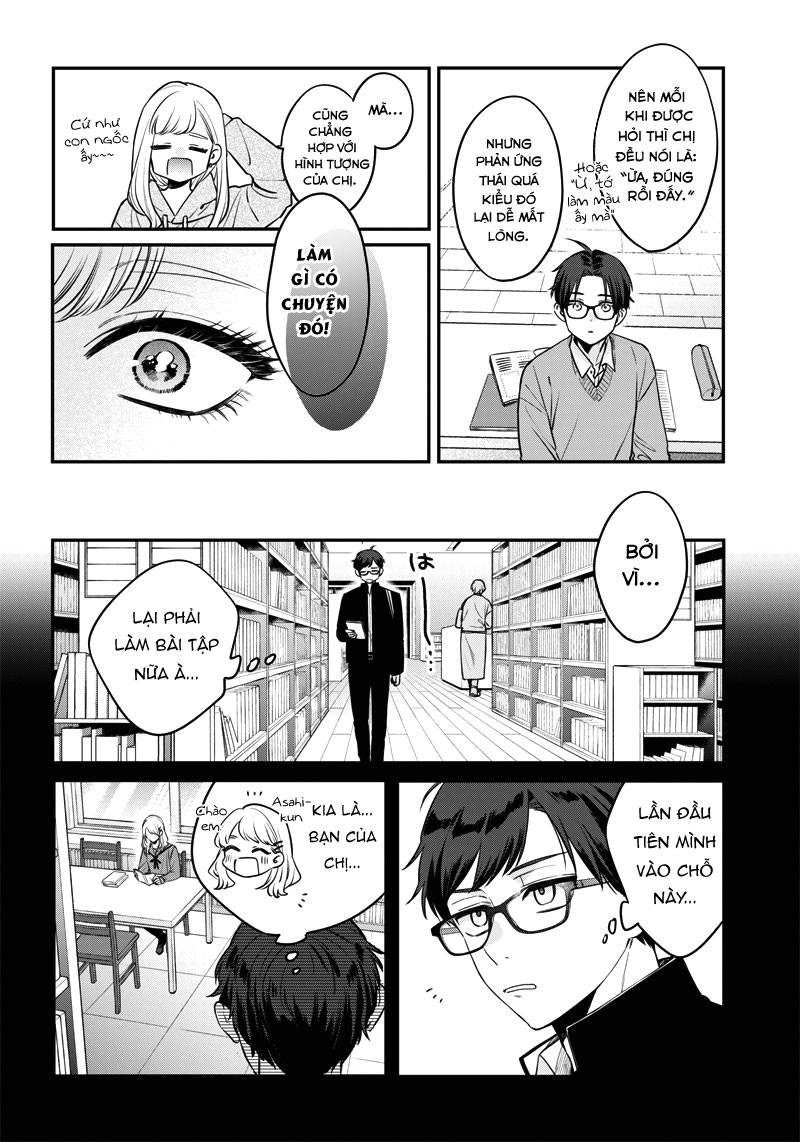 NÊN MỖI
KHI ĐƯỢC
HỎI THÌ CHỊ
ĐỀU NÓI LÀ:
"ỪA, ĐÚNG
RỒI ĐẤY."
Hoặc
"Ừ, tớ
làm màu
ấy mà"
NHƯNG
PHẢN ỨNG
THÁI QUÁ
KIỂU ĐÓ
LẠI DỄ MẤT
LÒNG.
MÀ...
CŨNG
CHẲNG
HỢP VỚI
HÌNH TƯỢNG
CỦA CHỊ.
Cứ như
con ngốc
ấy~~~
LÀM
GÌ CÓ
CHUYỆN
ĐÓ!
BỞI
VÌ...
は
…
LẠI PHẢI
LÀM BÀI TẬP
NỮA À...
LẦN ĐẦU
TIÊN MÌNH
VÀO CHỖ
NÀY...
KIA LÀ...
BẠN CỦA
CHỊ...
Asahi-
kun
Chào
em